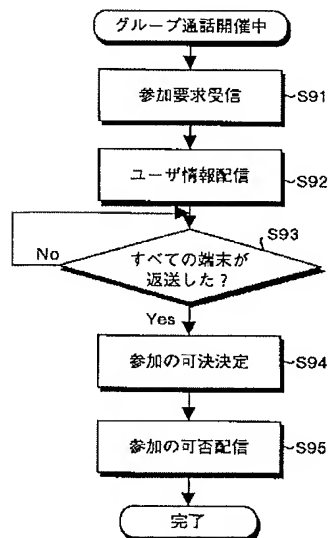 グループ通話開催中
参加要求受信
S91
ユーザ情報配信
S92
S93
すべての端末が
返送した？
No
Yes
参加の可決決定
S94
参加の可否配信
S95
完了